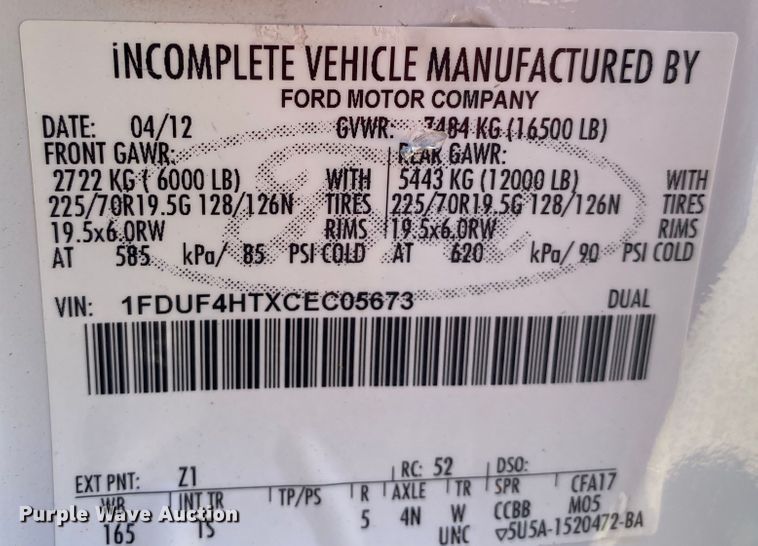 iNCOMPLETE VEHICLE MANUFACTURED BY
FORD MOTOR COMPANY
DATE: 04/12 GVWR: 7484 KG (16500 LB)
FRONT GAWR: REAR GAWR:
2722 KG ( 6000 LB) WITH 5443 KG (12000 LB) WITH
225/70R19.5G 128/126N TIRES 225/70R19.5G 128/126N TIRES
19.5x6.0RW RIMS 19.5x6.0RW RIMS
AT 585 kPa/ 85 PSI COLD AT 620 kPa/ 90 PSI COLD
VIN: 1FDUF4HTXCEC05673 DUAL
EXT PNT: Z1 RC: 52 DSO:
WB INT TR TP/PS R AXLE TR SPR CFA17
165 TS 5 4N W CCBB M05
UNC 5U5A-1520472-BA
Purple Wave Auction